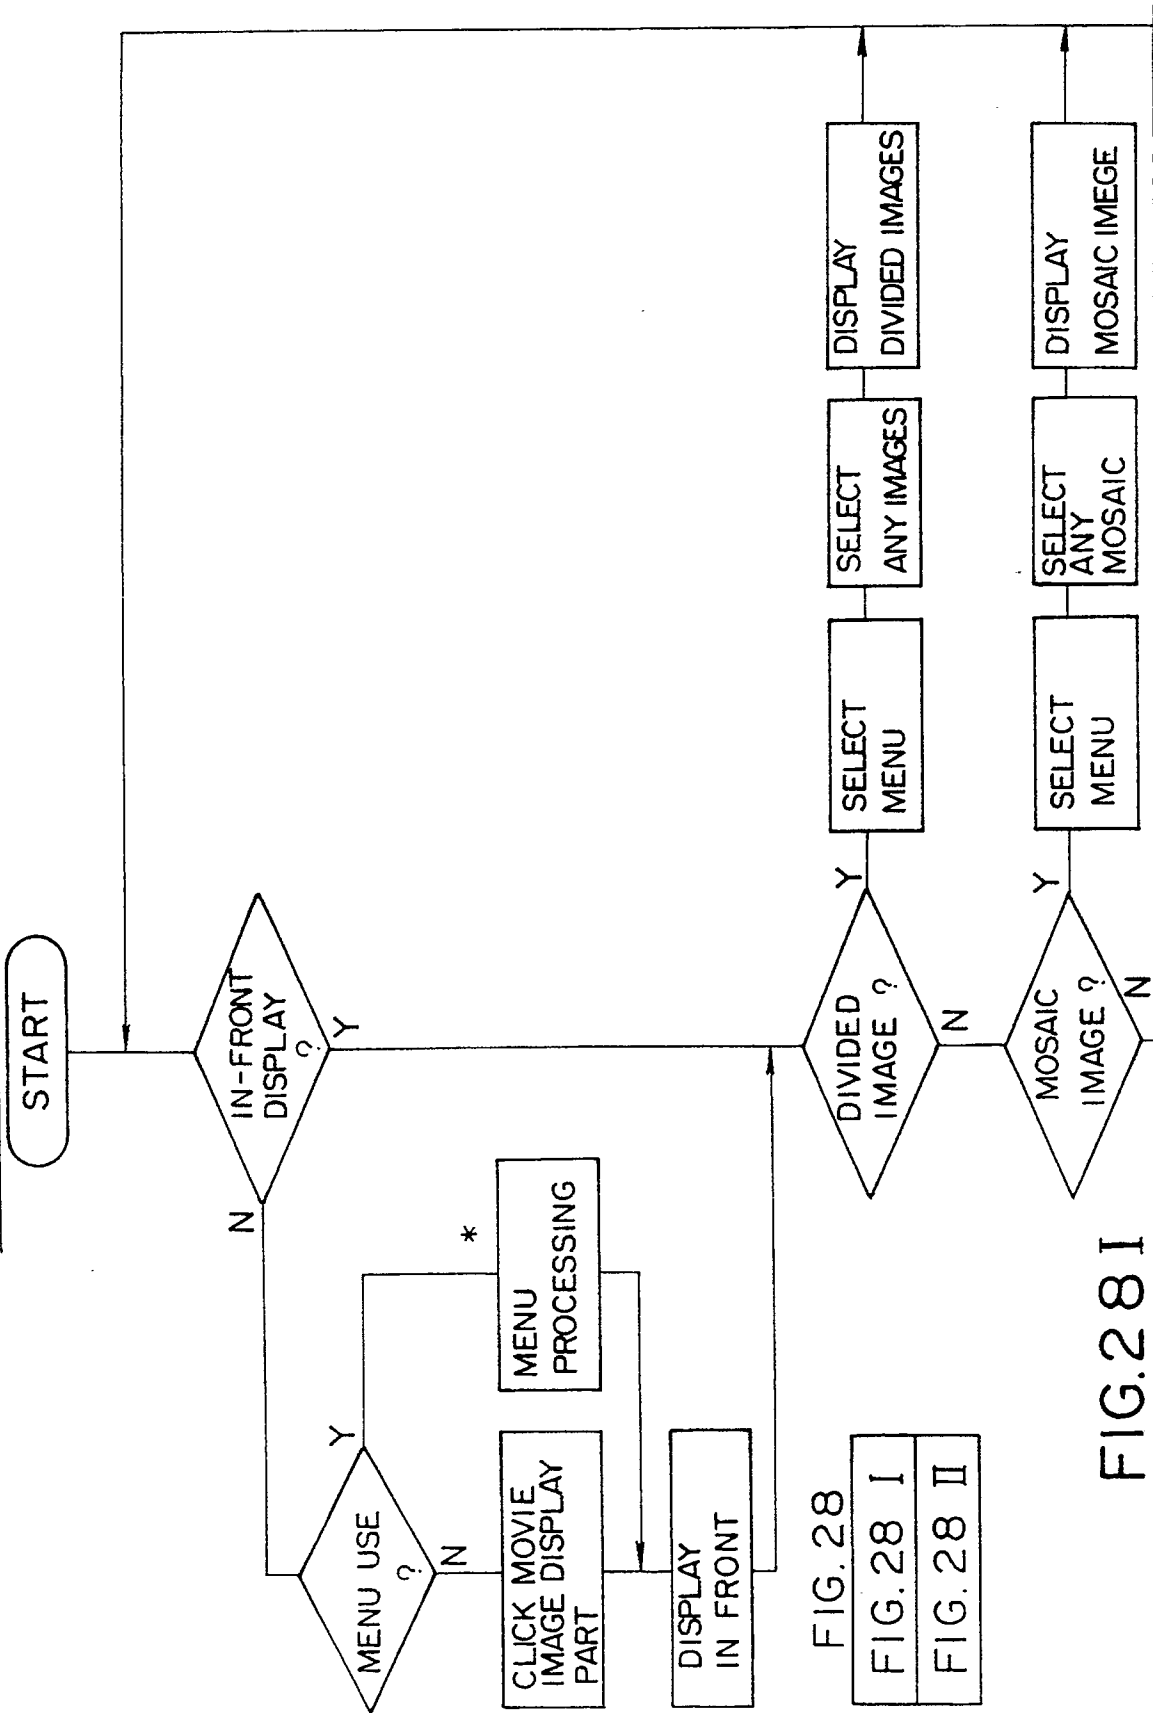 START
IN-FRONT
DISPLAY
?
N
Y
MENU USE
?
Y
N
*
MENU
PROCESSING
CLICK MOVIE
IMAGE DISPLAY
PART
DISPLAY
IN FRONT
DIVIDED
IMAGE ?
Y
N
SELECT
MENU
SELECT
ANY IMAGES
DISPLAY
DIVIDED IMAGES
MOSAIC
IMAGE ?
Y
N
SELECT
MENU
SELECT
ANY
MOSAIC
DISPLAY
MOSAIC IMEGE
FIG. 28
FIG. 28 I
FIG. 28 II
FIG. 28 I